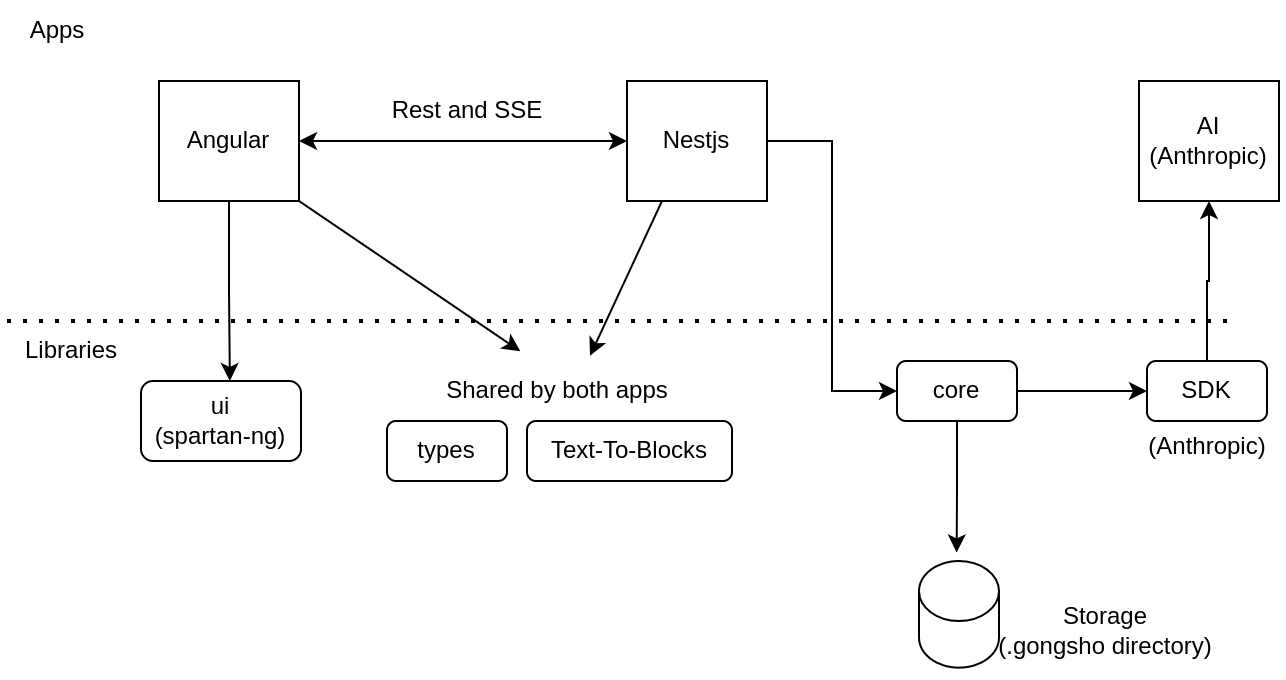 Apps
Rest and SSE
Angular
Nestjs
AI
(Anthropic)
Libraries
ui
(spartan-ng)
Shared by both apps
types
Text-To-Blocks
core
SDK
(Anthropic)
Storage
(.gongsho directory)